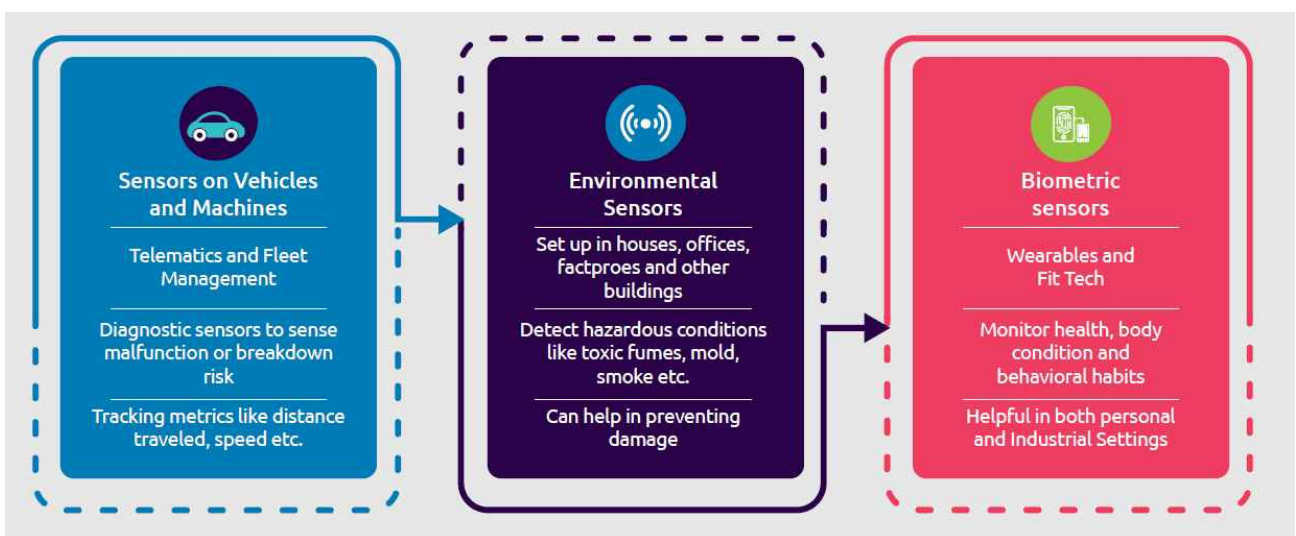 Sensors on Vehicles
and Machines
Telematics and Fleet
Management
Diagnostic sensors to sense
malfunction or breakdown
risk
Tracking metrics like distance
traveled, speed etc.
Environmental
Sensors
Set up in houses, offices,
factproes and other
buildings
Detect hazardous conditions
like toxic fumes, mold,
smoke etc.
Can help in preventing
damage
Biometric
sensors
Wearables and
Fit Tech
Monitor health, body
condition and
behavioral habits
Helpful in both personal
and Industrial Settings